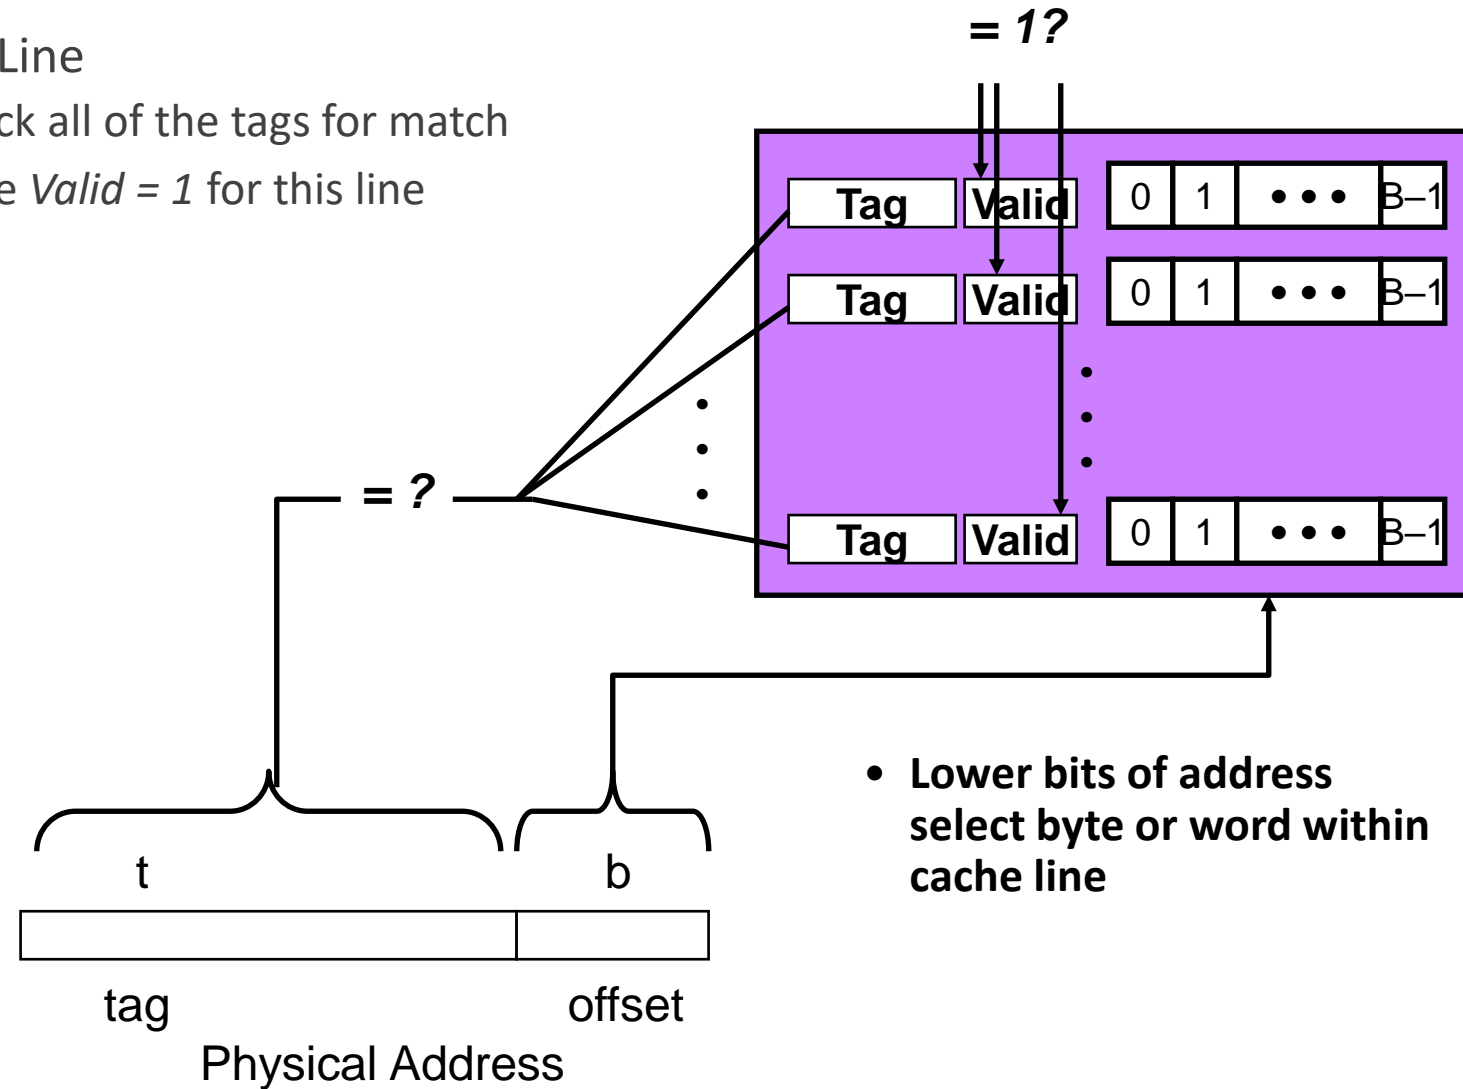 = 1?
Line
ck all of the tags for match
e Valid = 1 for this line
Tag Valid 0 1 • • • B–1
Tag Valid 0 1 • • • B–1
= ?
Tag Valid 0 1 • • • B–1
• Lower bits of address
select byte or word within
cache line
t b
tag offset
Physical Address